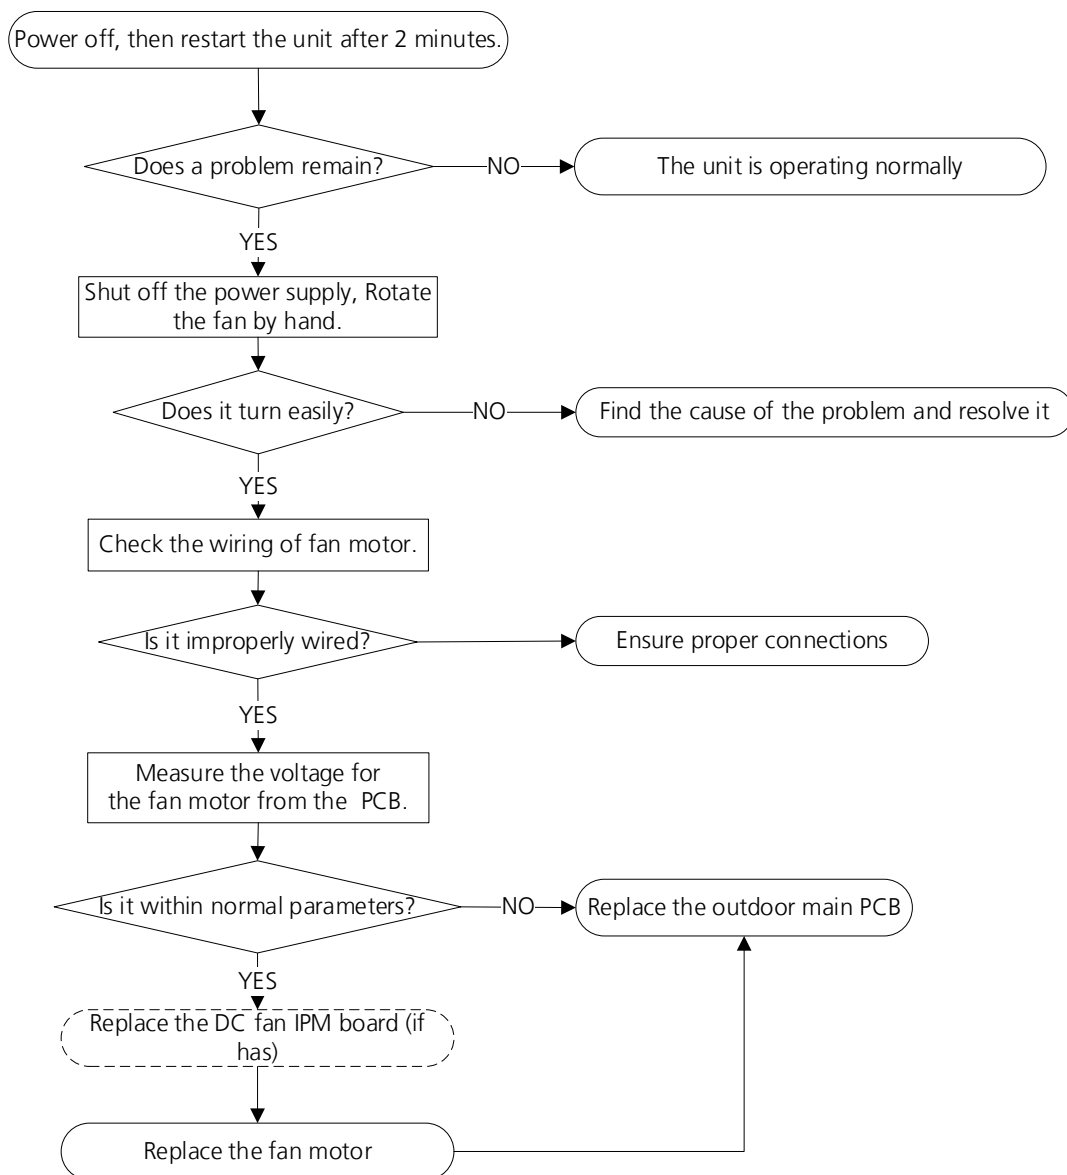 Power off, then restart the unit after 2 minutes.
Does a problem remain?
NO
The unit is operating normally
YES
Shut off the power supply, Rotate
the fan by hand.
Does it turn easily?
NO
Find the cause of the problem and resolve it
YES
Check the wiring of fan motor.
Is it improperly wired?
Ensure proper connections
YES
Measure the voltage for
the fan motor from the PCB.
Is it within normal parameters?
NO
Replace the outdoor main PCB
YES
Replace the DC fan IPM board (if
has)
Replace the fan motor